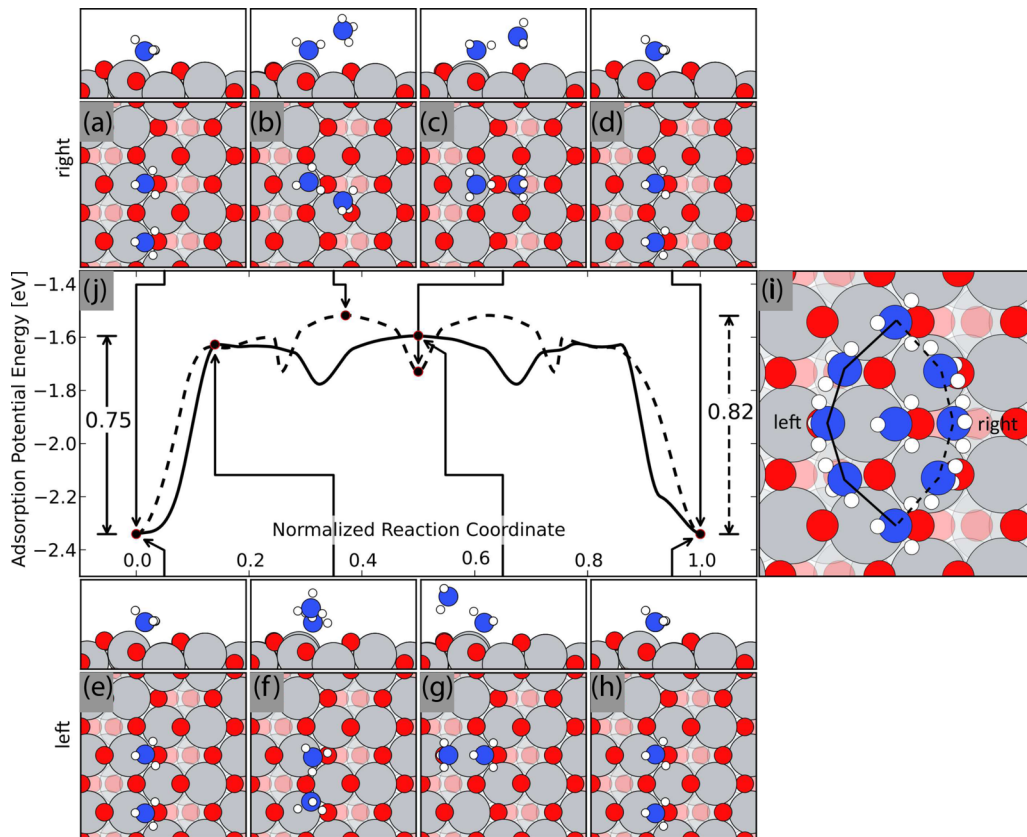 (a) (b) (c) (d)
right
(j)
−1.4
−1.6
−1.8
−2.0
−2.2
−2.4
Adsorption Potential Energy [eV]
0.75
0.82
Normalized Reaction Coordinate
0.0 0.2 0.4 0.6 0.8 1.0
(i)
left right
(e) (f) (g) (h)
left